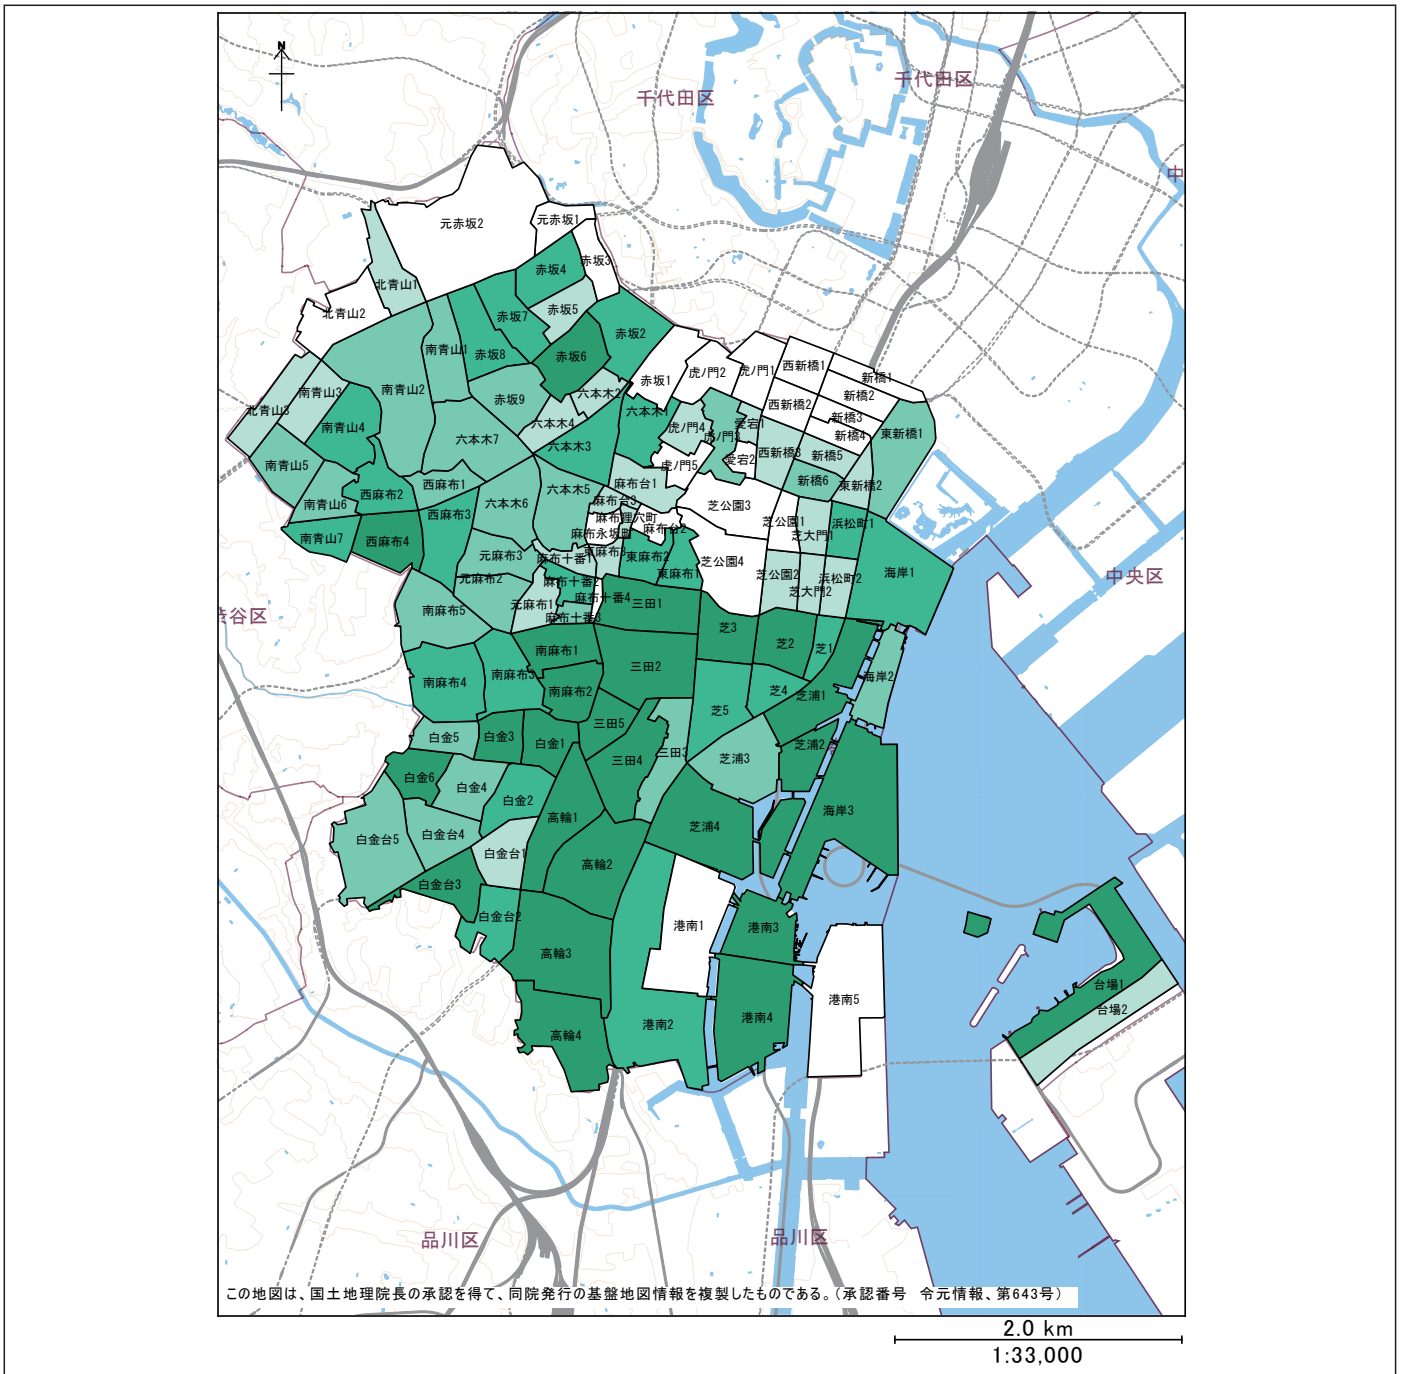 N
千代田区
千代田区
中
元赤坂2
元赤坂1
赤坂3
赤坂4
北青山1
赤坂5
北青山2
赤坂7
赤坂2
南青山1
赤坂8
赤坂6
西新橋1
虎ノ門1
虎ノ門2
新橋1
赤坂1
南青山2
南青山3
六本木2
新橋2
赤坂9
西新橋2
北青山3
六本木1
新橋3
六本木4
愛宕1
南青山4
虎ノ門4
虎ノ門3
新橋4
東新橋1
六本木7
六本木3
西新橋3
新橋5
愛宕2
南青山5
虎ノ門5
新橋6
西麻布1
麻布台1
東新橋2
六本木5
西麻布2
麻布台3
南青山6
六本木6
芝公園3
西麻布3
麻布狸穴町
芝公園1
浜松町1
麻布台2
麻布永坂町
芝大門1
南青山7
西麻布4
東麻布3
元麻布3
麻布十番1
東麻布2
芝公園4
東麻布1
海岸1
芝公園2
元麻布2
麻布十番2
浜松町2
芝大門2
中央区
麻布十番4
元麻布1
三田1
南麻布5
麻布十番3
渋谷区
芝3
芝2
芝1
南麻布1
三田2
南麻布3
海岸2
南麻布4
南麻布2
芝4
芝浦1
芝5
三田5
白金5
白金3
白金1
芝浦2
三田3
芝浦3
三田4
白金6
白金4
白金2
海岸3
高輪1
芝浦4
白金台4
白金台5
白金台1
高輪2
白金台3
白金台2
港南1
港南3
高輪3
台場1
港南5
台場2
港南4
港南2
高輪4
品川区
品川区
この地図は、国土地理院長の承認を得て、同院発行の基盤地図情報を複製したものである。（承認番号　令元情報、第643号）
2.0 km
1:33,000